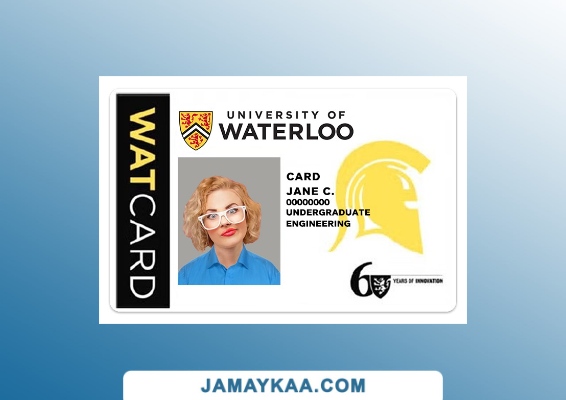 WATCARD
UNIVERSITY OF
WATERLOO
CARD
JANE C.
00000000
UNDERGRADUATE
ENGINEERING
60
YEARS OF INNOVATION
JAMAYKAA.COM